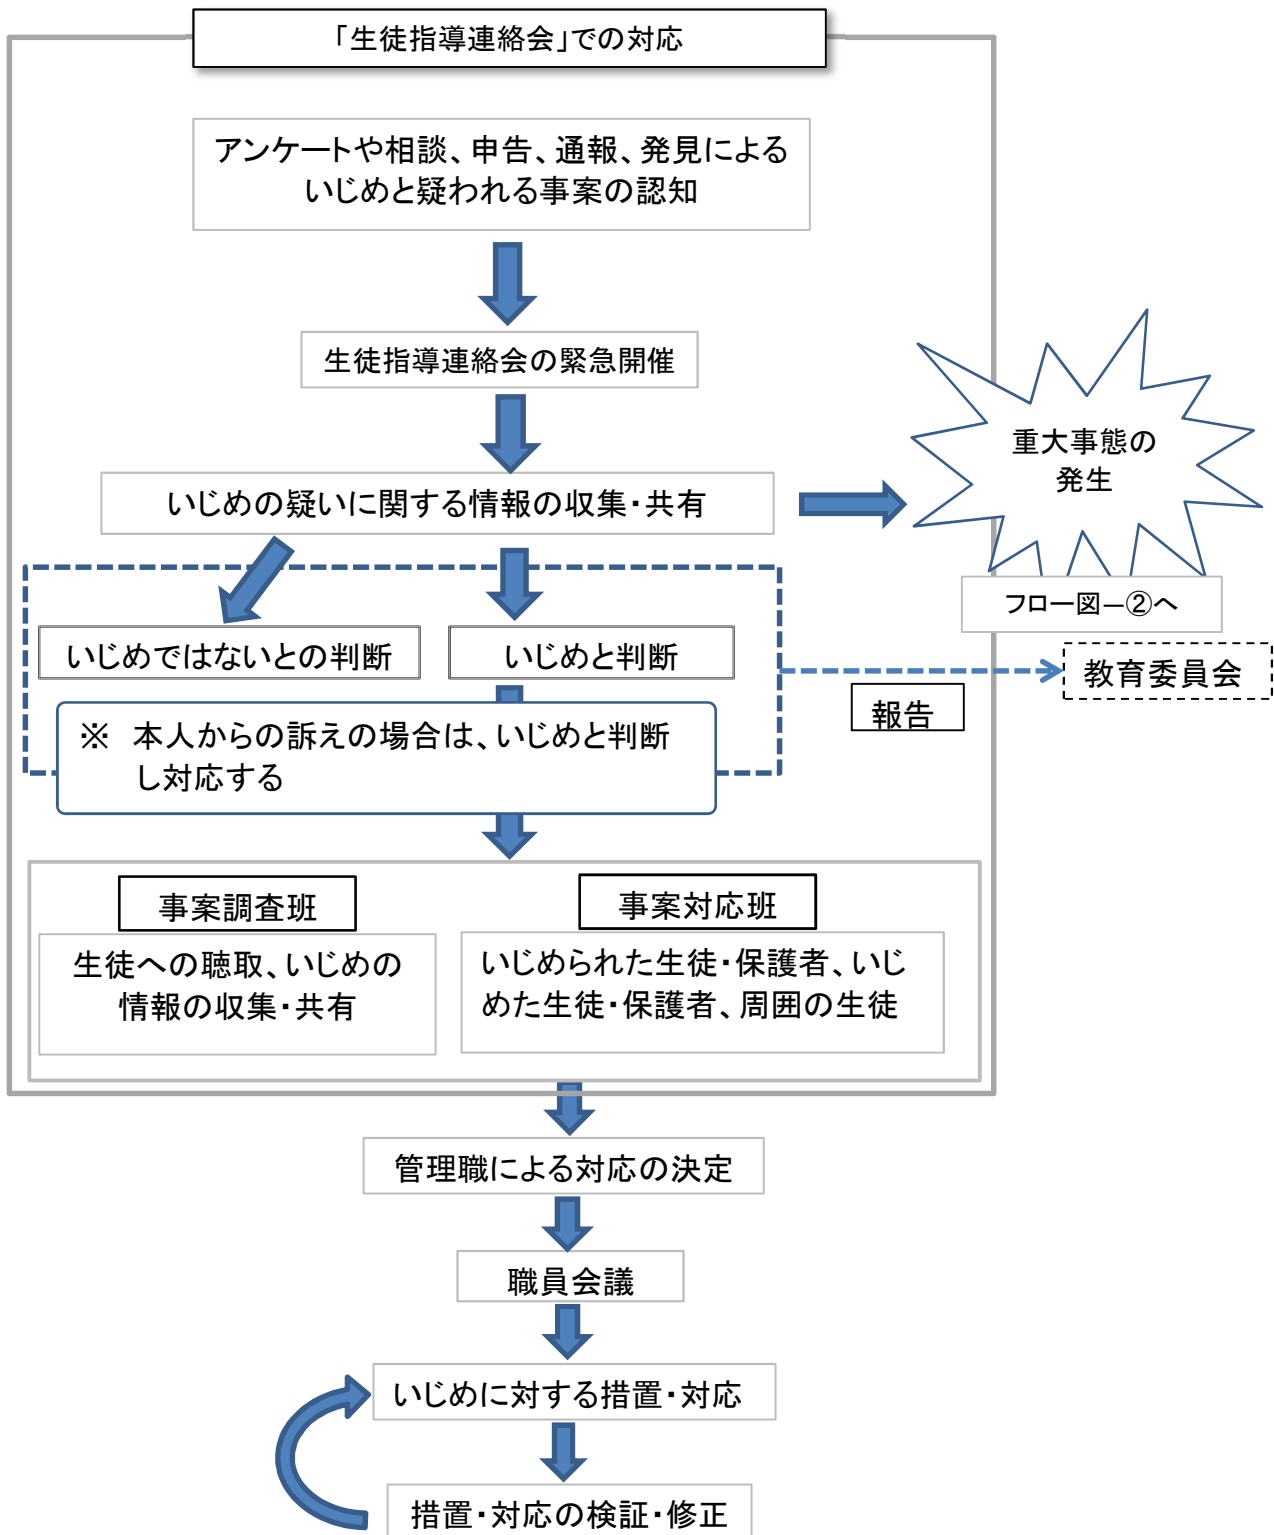 「生徒指導連絡会」での対応
アンケートや相談、申告、通報、発見による
いじめと疑われる事案の認知
生徒指導連絡会の緊急開催
重大事態の
発生
いじめの疑いに関する情報の収集・共有
フロー図―②へ
いじめではないとの判断
いじめと判断
教育委員会
報告
※　本人からの訴えの場合は、いじめと判断
し対応する
事案調査班
生徒への聴取、いじめの
情報の収集・共有
事案対応班
いじめられた生徒・保護者、いじ
めた生徒・保護者、周囲の生徒
管理職による対応の決定
職員会議
いじめに対する措置・対応
措置・対応の検証・修正